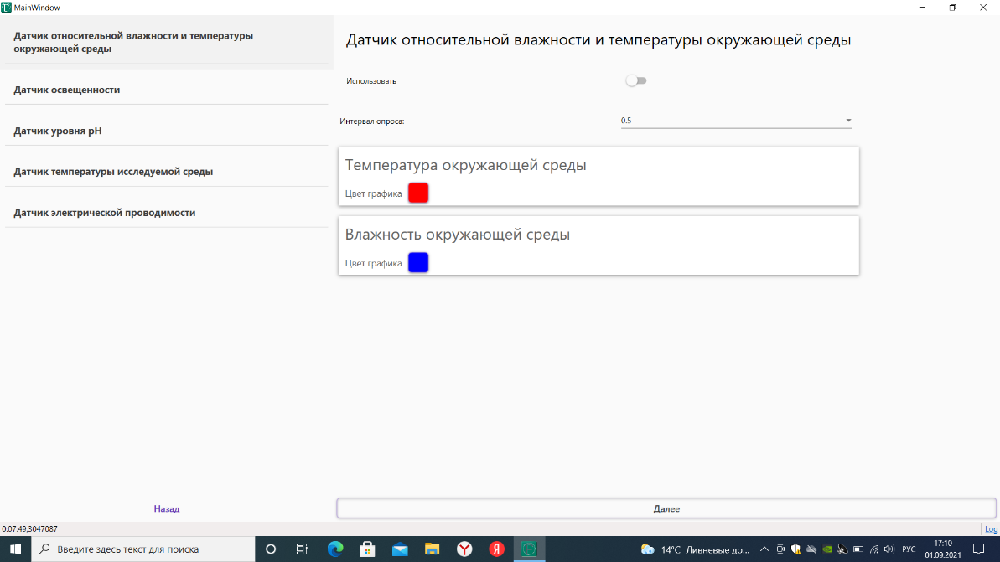 MainWindow
Датчик относительной влажности и температуры
окружающей среды
Датчик освещенности
Датчик уровня pH
Датчик температуры исследуемой среды
Датчик электрической проводимости
Назад
Датчик относительной влажности и температуры окружающей среды
Использовать
Интервал опроса:
0.5
Температура окружающей среды
Цвет графика
Влажность окружающей среды
Цвет графика
Далее
0:07:49,3047087
Log
Введите здесь текст для поиска
14°C Ливневые до...
РУС
17:10
01.09.2021